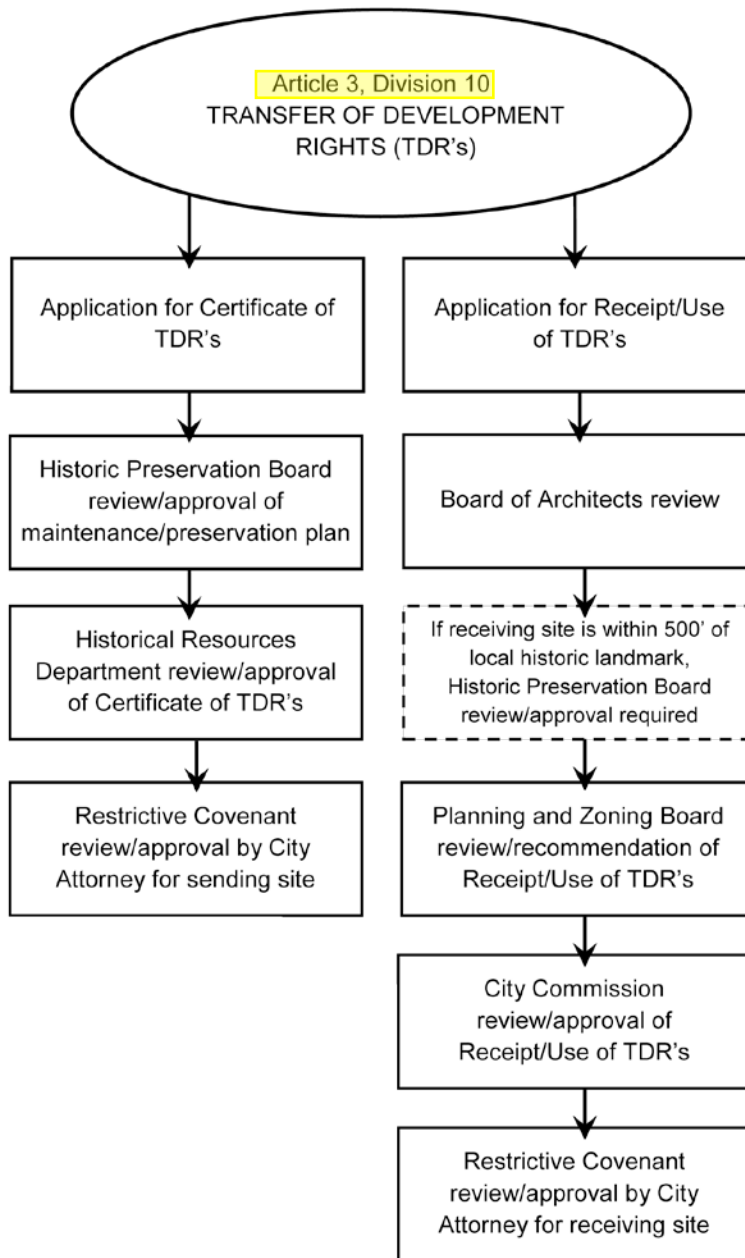 Article 3, Division 10
TRANSFER OF DEVELOPMENT
RIGHTS (TDR's)
Application for Certificate of
TDR's
Historic Preservation Board
review/approval of
maintenance/preservation plan
Historical Resources
Department review/approval
of Certificate of TDR's
Restrictive Covenant
review/approval by City
Attorney for sending site
Application for Receipt/Use
of TDR's
Board of Architects review
If receiving site is within 500' of
local historic landmark,
Historic Preservation Board
review/approval required
Planning and Zoning Board
review/recommendation of
Receipt/Use of TDR's
City Commission
review/approval of
Receipt/Use of TDR's
Restrictive Covenant
review/approval by City
Attorney for receiving site